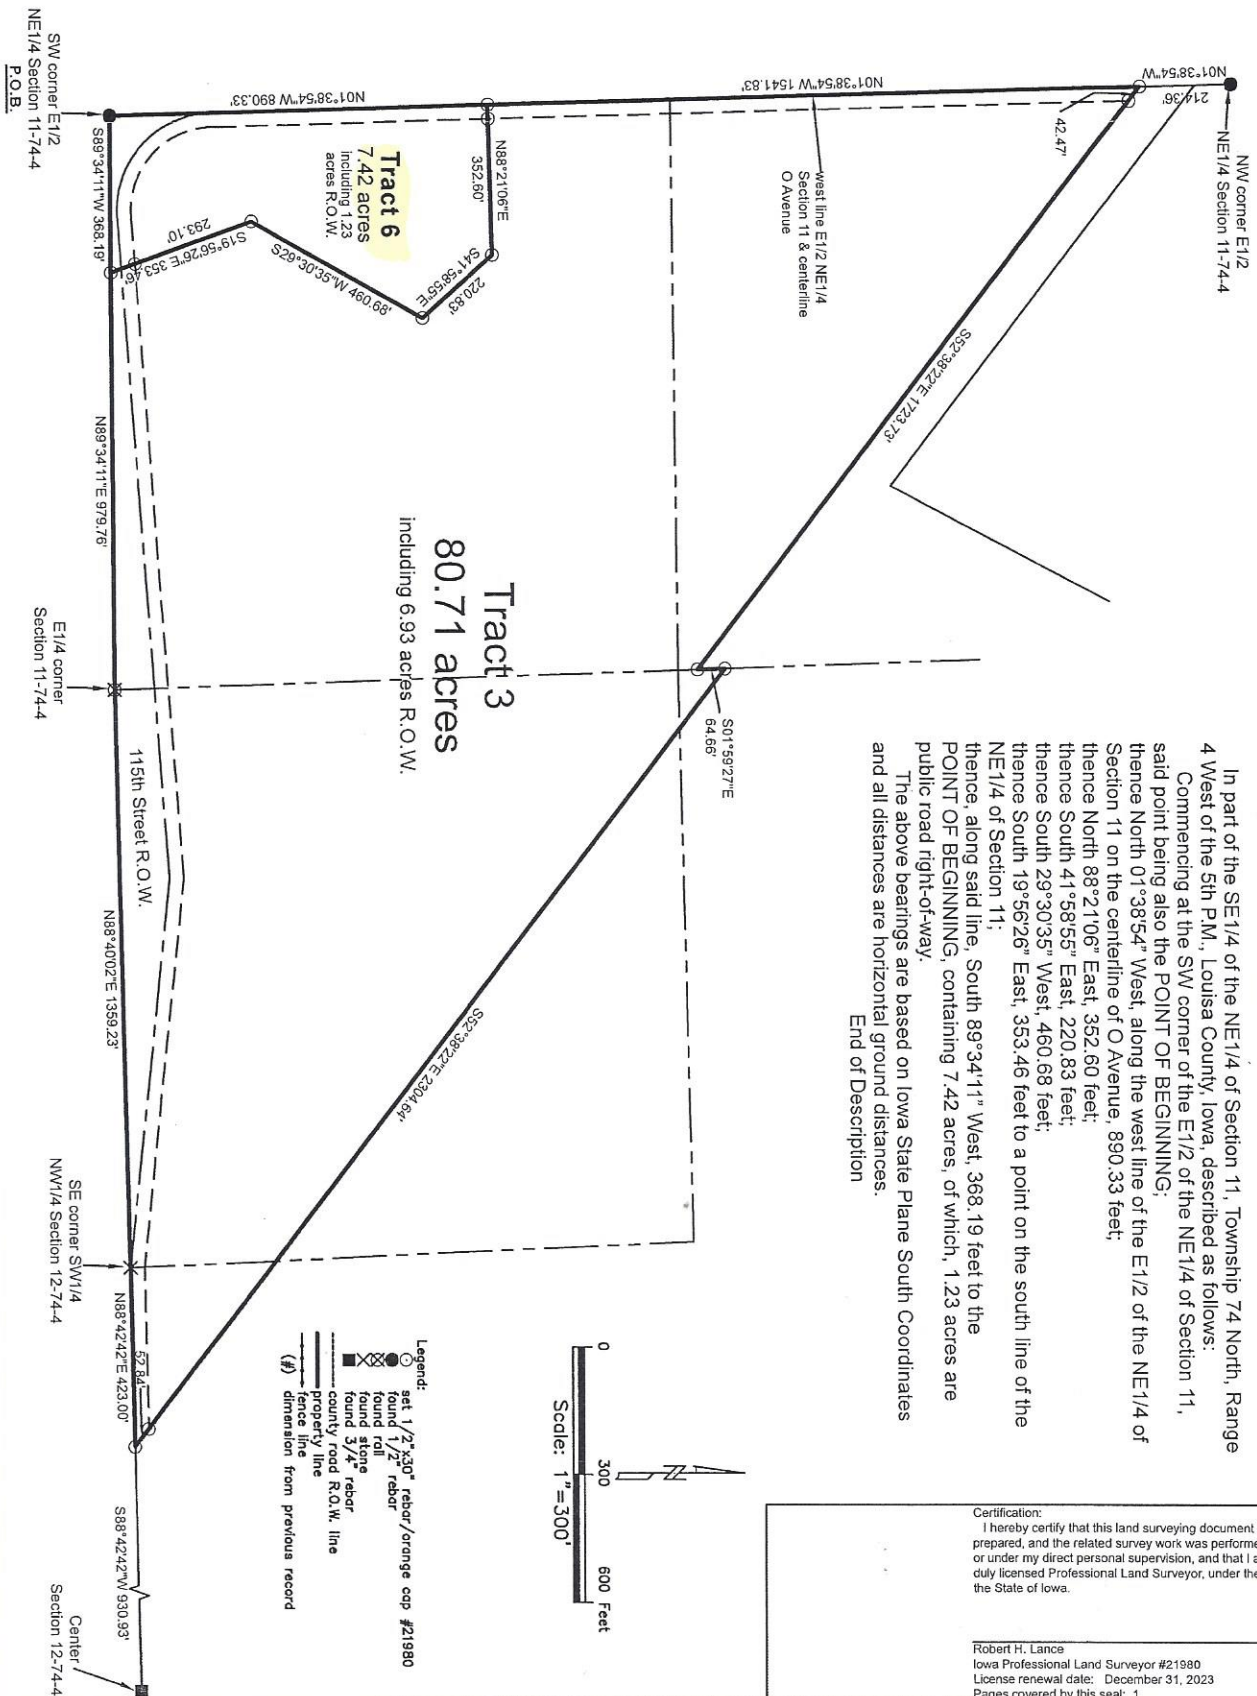 In part of the SE1/4 of the NE1/4 of Section 11, Township 74 North, Range
4 West of the 5th P.M., Louisa County, Iowa, described as follows:
Commencing at the SW corner of the E1/2 of the NE1/4 of Section 11,
said point being also the POINT OF BEGINNING;
thence North 01°38'54" West, along the west line of the E1/2 of the NE1/4 of
Section 11 on the centerline of O Avenue, 890.33 feet;
thence North 88°21'06" East, 352.60 feet;
thence South 41°58'55" East, 220.83 feet;
thence South 29°30'35" West, 460.68 feet;
thence South 19°56'26" East, 353.46 feet to a point on the south line of the
NE1/4 of Section 11;
thence, along said line, South 89°34'11" West, 368.19 feet to the
POINT OF BEGINNING, containing 7.42 acres, of which, 1.23 acres are
public road right-of-way.
The above bearings are based on Iowa State Plane South Coordinates
and all distances are horizontal ground distances.
End of Description
NW corner E1/2
NE1/4 Section 11-74-4
N01°38'54"W
214.36'
42.47'
N01°38'54"W 1541.83'
west line E1/2 NE1/4
Section 11 & centerline
O Avenue
S52°38'22"E 1723.73'
S01°59'27"E
64.66'
N01°38'54"W 890.33'
N88°21'06"E
352.60'
S41°58'55"E
220.83'
Tract 6
7.42 acres
including 1.23
acres R.O.W.
S29°30'35"W 460.68'
S19°56'26"E 353.46'
293.10'
SW corner E1/2
NE1/4 Section 11-74-4
P.O.B.
S89°34'11"W 368.19'
Tract 3
80.71 acres
including 6.93 acres R.O.W.
N89°34'11"E 979.76'
E1/4 corner
Section 11-74-4
115th Street R.O.W.
N88°40'02"E 1359.23'
S52°38'22"E 2304.64'
SE corner SW1/4
NW1/4 Section 12-74-4
N88°42'42"E 423.00'
52.84'
S88°42'42"W 930.93'
Center
Section 12-74-4
0 300 600 Feet
Scale: 1"=300'
Legend:
set 1/2"x30" rebar/orange cap #21980
found 1/2" rebar
found rail
found stone
found 3/4" rebar
county road R.O.W. line
property line
fence line
(#) dimension from previous record
Certification:
I hereby certify that this land surveying document
prepared, and the related survey work was performe
or under my direct personal supervision, and that I a
duly licensed Professional Land Surveyor, under the
the State of Iowa.
Robert H. Lance
Iowa Professional Land Surveyor #21980
License renewal date: December 31, 2023
Pages covered by this seal: 1